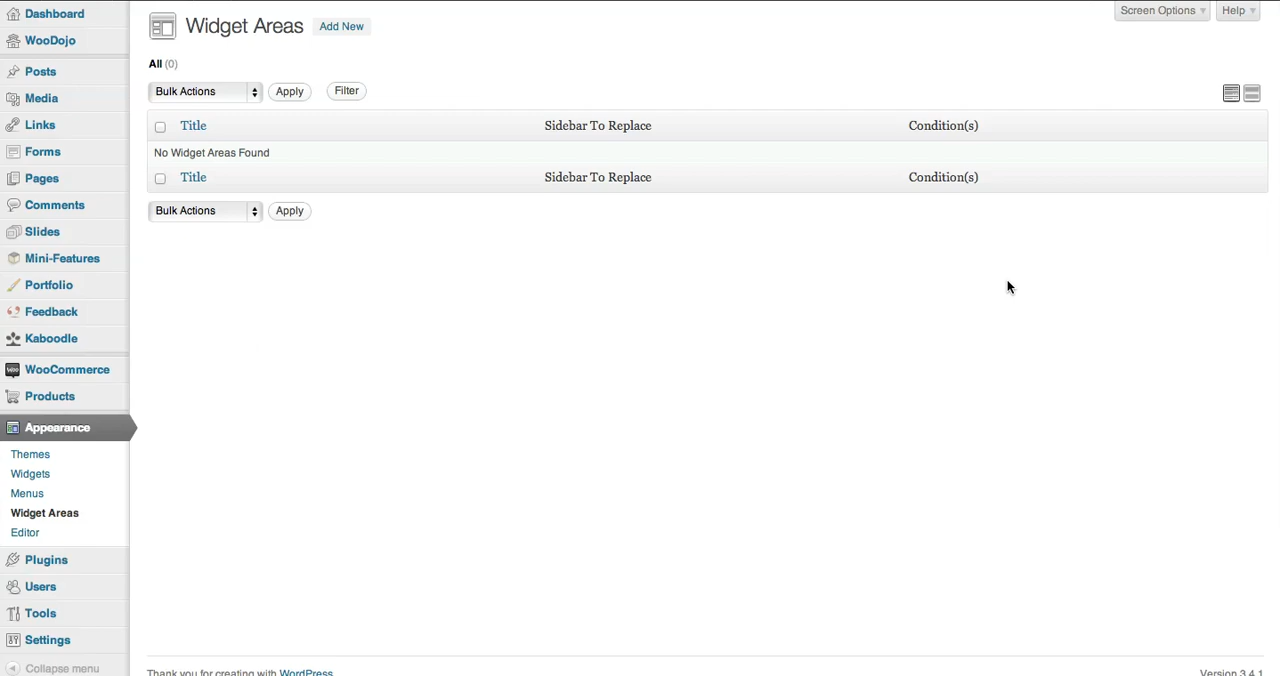 Dashboard
WooDojo
Posts
Media
Links
Forms
Pages
Comments
Slides
Mini-Features
Portfolio
Feedback
Kaboodle
WooCommerce
Products
Appearance
Themes
Widgets
Menus
Widget Areas
Editor
Plugins
Users
Tools
Settings
Collapse menu
Screen Options Help
Widget Areas Add New
All (0)
Bulk Actions Apply Filter
Title Sidebar To Replace Condition(s)
No Widget Areas Found
Title Sidebar To Replace Condition(s)
Bulk Actions Apply
Thank you for creating with WordPress Version 3.4.1